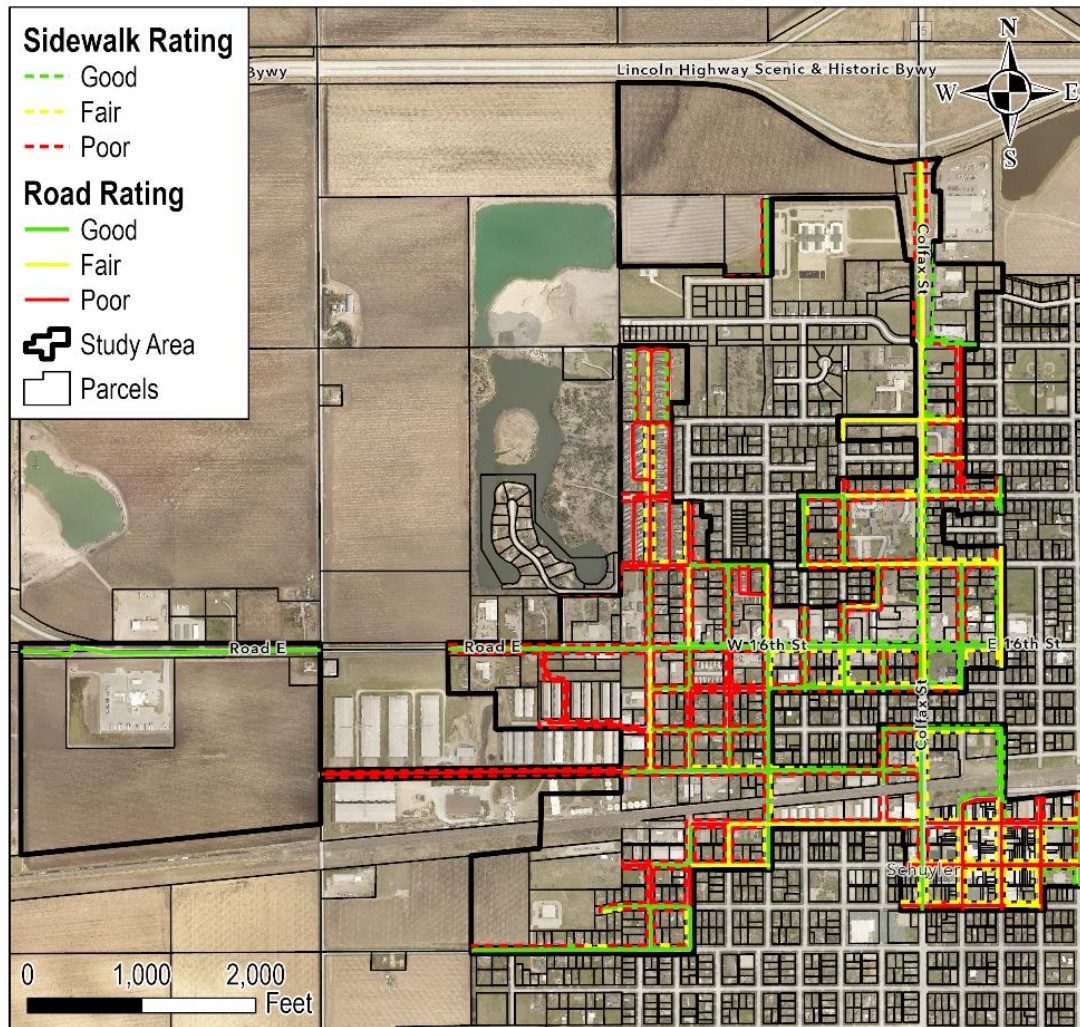 Sidewalk Rating
Good
Fair
Poor
Road Rating
Good
Fair
Poor
Study Area
Parcels
Bywy
Lincoln Highway Scenic & Historic Bywy
15
N
W
E
S
Colfax St
Road E
Road E
W 16th St
E 16th St
Colfax St
Schuyler
0
1,000
2,000
Feet